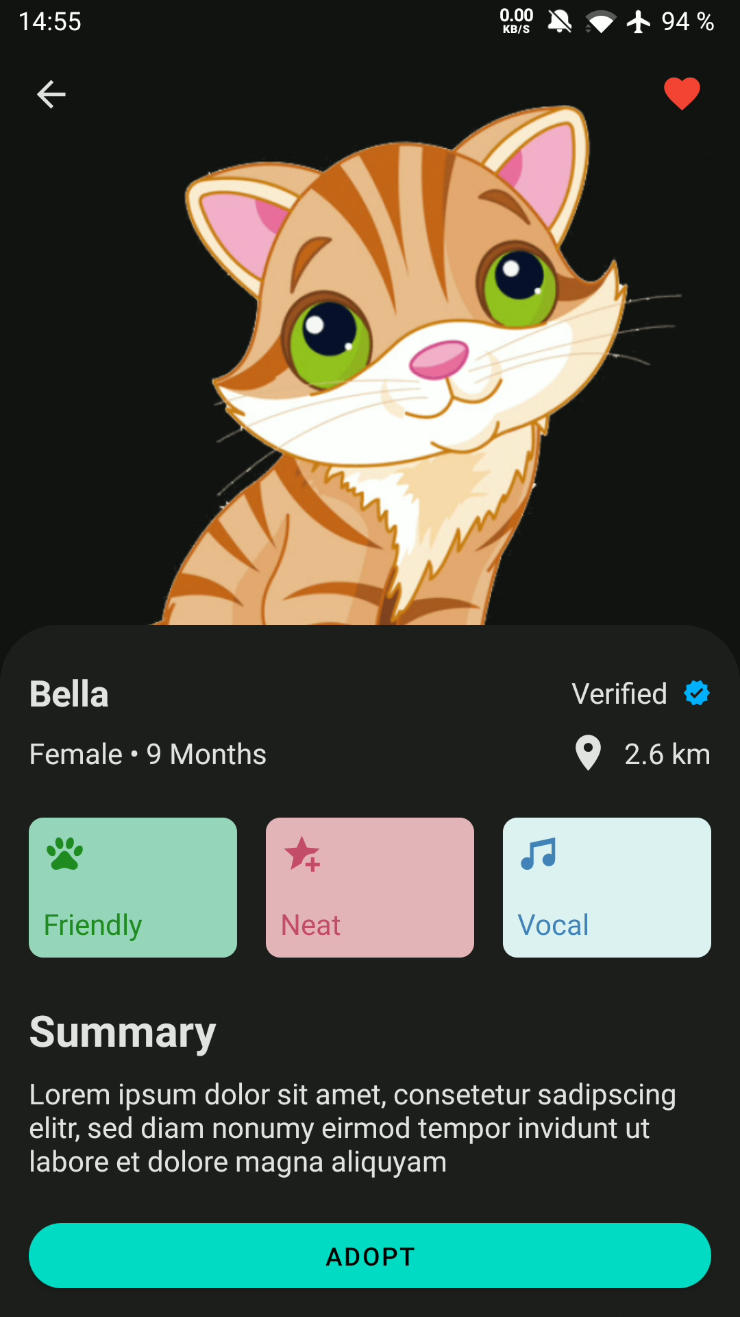 14:55
0.00
KB/S
94 %
Bella
Verified
Female • 9 Months
2.6 km
Friendly
Neat
Vocal
Summary
Lorem ipsum dolor sit amet, consetetur sadipscing
elitr, sed diam nonumy eirmod tempor invidunt ut
labore et dolore magna aliquyam
ADOPT